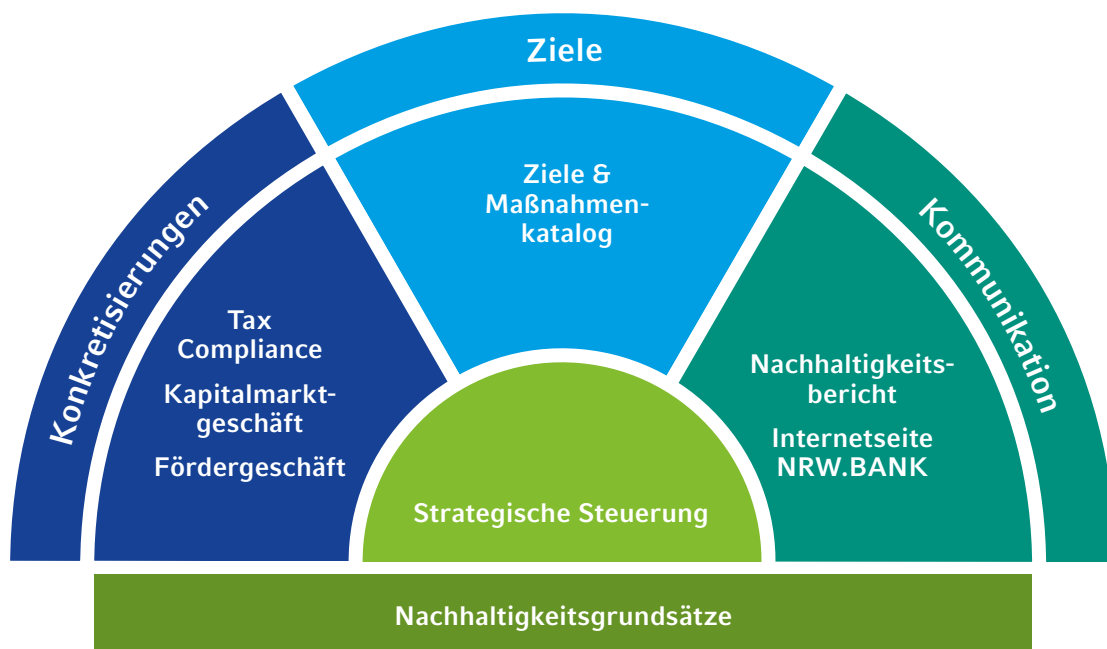 Ziele
Ziele &
Maßnahmen-
katalog
Konkretisierungen
Tax
Compliance
Kapitalmarkt-
geschäft
Fördergeschäft
Kommunikation
Nachhaltigkeits-
bericht
Internetseite
NRW.BANK
Strategische Steuerung
Nachhaltigkeitsgrundsätze